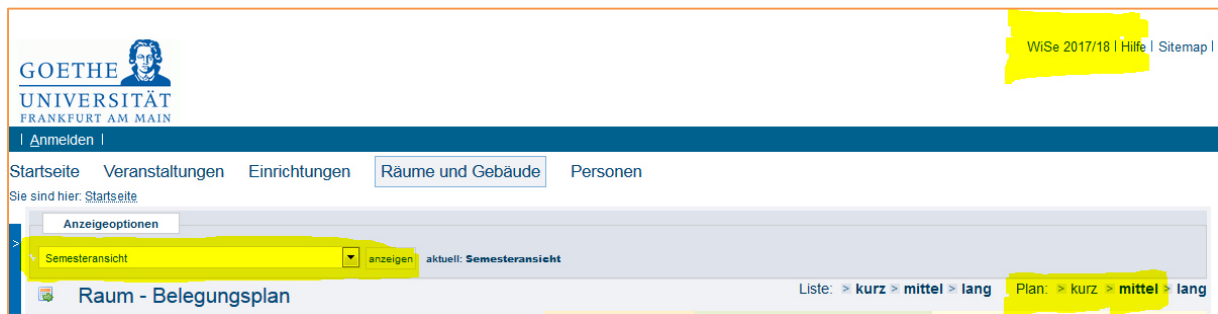 WiSe 2017/18 | Hilfe | Sitemap |
GOETHE
UNIVERSITÄT
FRANKFURT AM MAIN
| Anmelden |
Startseite Veranstaltungen Einrichtungen Räume und Gebäude Personen
Sie sind hier: Startseite
Anzeigeoptionen
>
Semesteransicht anzeigen aktuell: Semesteransicht
Raum - Belegungsplan Liste: > kurz > mittel > lang Plan: > kurz > mittel > lang